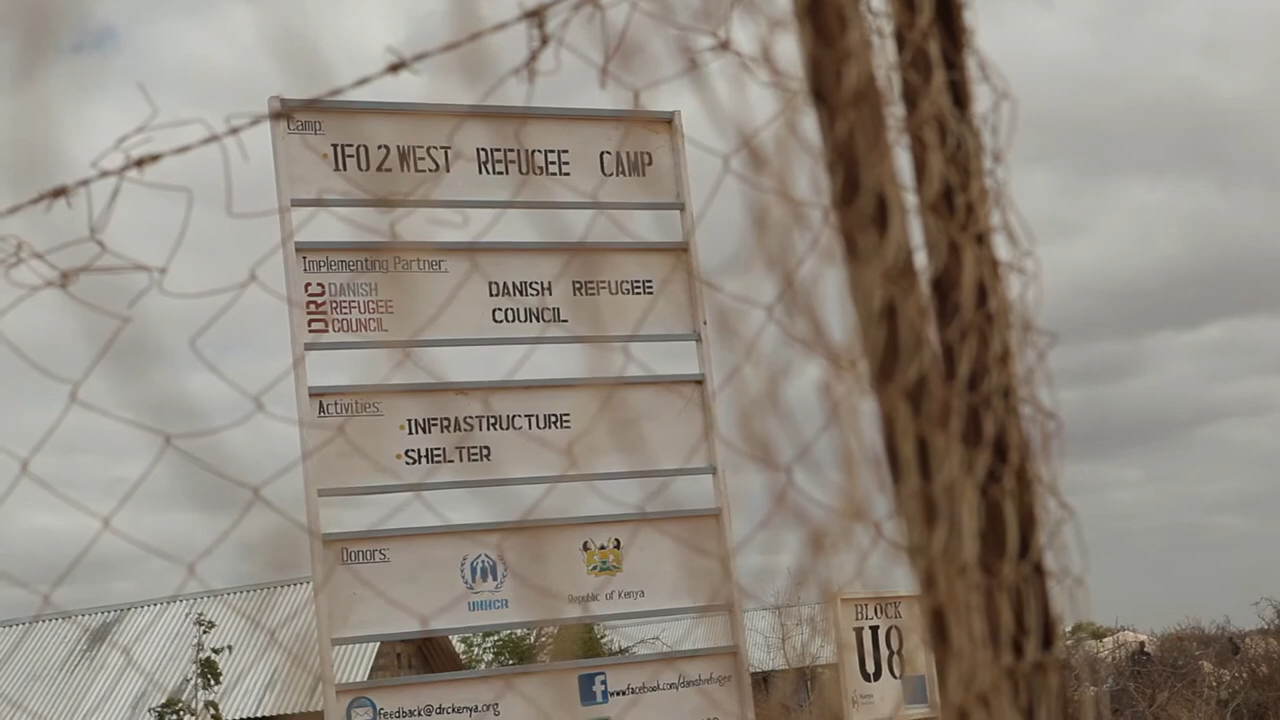 Camp:
•IFO 2 WEST REFUGEE CAMP
Implementing Partner:
DRC DANISH REFUGEE COUNCIL
DANISH REFUGEE
COUNCIL
Activities:
•INFRASTRUCTURE
•SHELTER
Donors:
UNHCR
Republic of Kenya
feedback@drckenya.org
f www.facebook.com/danishrefugee
BLOCK
U8